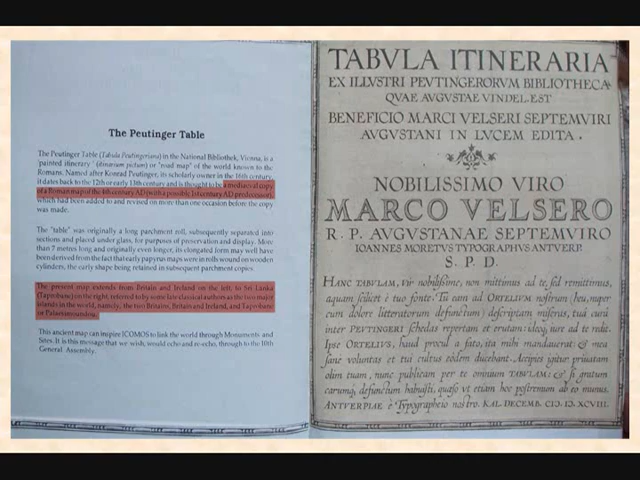 The Peutinger Table
The Peutinger Table (Tabula Peutingeriana) in the National Bibliothek, Vienna, is a
'painted itinerary' (itinerarium pictum) or "road map" of the world known to the
Romans. Named after Konrad Peutinger, its scholarly owner in the 16th century,
it dates back to the 12th or early 13th century and is thought to be a mediaeval copy
of a Roman map of the 4th century AD (with a possible 1st century AD predecessor),
which had been added to and revised on more than one occasion before the copy
was made.
The "table" was originally a long parchment roll, subsequently separated into
sections and placed under glass, for purposes of preservation and display. More
than 7 metres long and originally even longer, its elongated form may well have
been derived from the fact that early papyrus maps were in rolls wound on wooden
cylinders, the early shape being retained in subsequent parchment copies.
The present map extends from Britain and Ireland on the left, to Sri Lanka
(Taprobane) on the right, referred to by some late classical authors as the two major
islands in the world, namely, the two Britains, Britain and Ireland, and Taprobane
or Palaesimoundou.
This ancient map can inspire ICOMOS to link the world through Monuments and
Sites. It is this message that we wish, would echo and re-echo, through to the 10th
General Assembly.
TABVLA ITINERARIA
EX ILLVSTRI PEVTINGERORVM BIBLIOTHECA
QVAE AVGVSTAE VINDEL. EST
BENEFICIO MARCI VELSERI SEPTEMVIRI
AVGVSTANI IN LVCEM EDITA.
NOBILISSIMO VIRO
MARCO VELSERO
R. P. AVGVSTANAE SEPTEMVIRO
IOANNES MORETVS TYPOGRAPHVS ANTVERP.
S. P. D.
HANC TABVLAM, Vir nobilissime, non mittimus ad te, sed remittimus,
aquam scilicet è tuo fonte. Tu eam ad ORTELIVM nostrum (heu, nuper
cum dolore litteratorum defunctum) descriptam miseras, tuâ curâ
inter PEVTINGERI schedas repertam et erutam: ideoq; iure ad te redit.
Ipse ORTELIVS, haud procul a fato, ita mihi mandauerat: & mea
sanè voluntas et tui cultus eodem ducebant. Accipies igitur priuatam
olim tuam, nunc publicam per te omnium TABVLAM: & si gratum
carumq; defunctum habuisti, quæso vt etiam hoc postremum ab eo munus.
ANTVERPIAE è Typographeio nostro. KAL. DECEMB. CIↃ. IↃ. XCVIII.